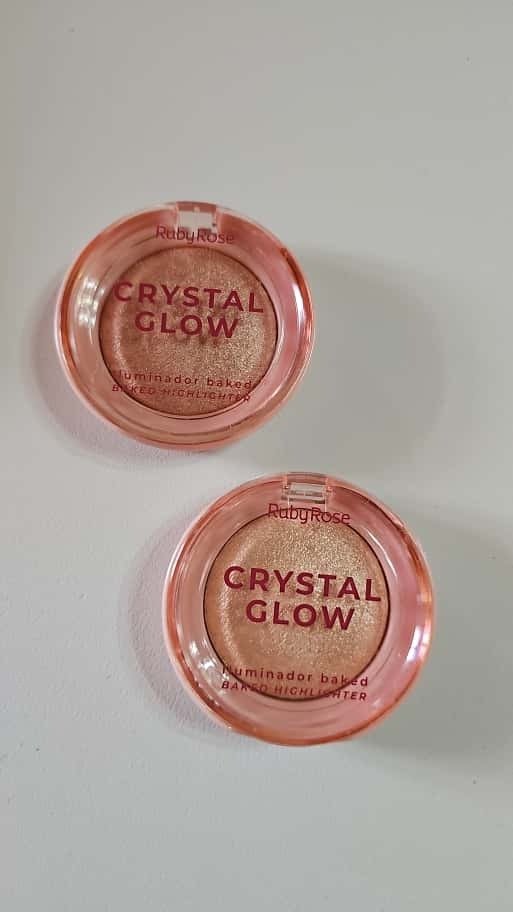 RubyRose
CRYSTAL
GLOW
iluminador baked
BAKED HIGHLIGHTER
RubyRose
CRYSTAL
GLOW
iluminador baked
BAKED HIGHLIGHTER